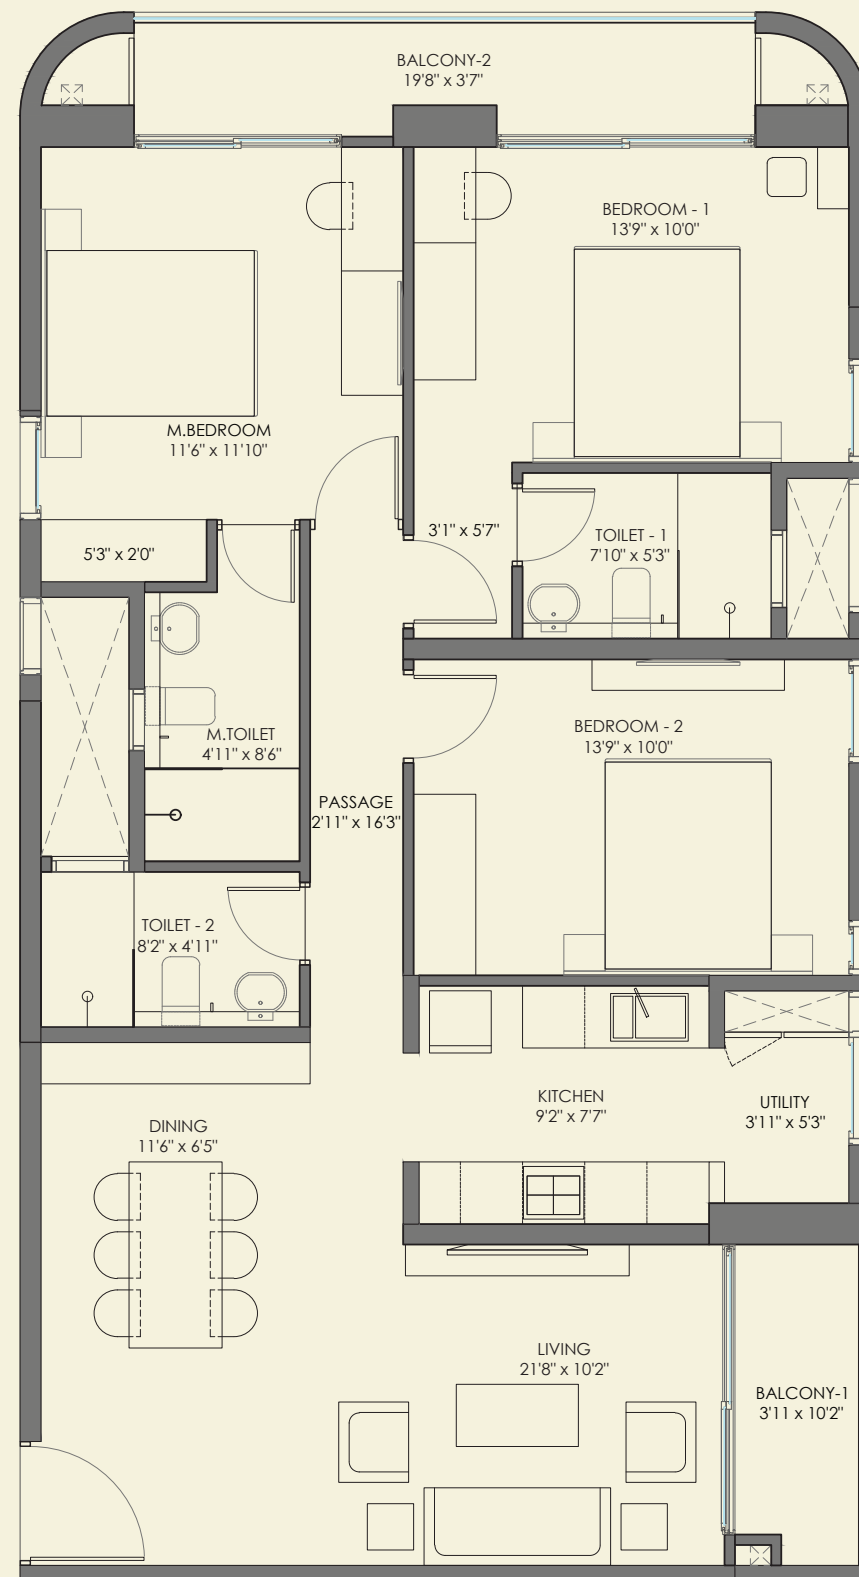 BALCONY-2
19'8" x 3'7"
BEDROOM - 1
13'9" x 10'0"
M.BEDROOM
11'6" x 11'10"
5'3" x 2'0"
3'1" x 5'7"
TOILET - 1
7'10" x 5'3"
M.TOILET
4'11" x 8'6"
BEDROOM - 2
13'9" x 10'0"
PASSAGE
2'11" x 16'3"
TOILET - 2
8'2" x 4'11"
KITCHEN
9'2" x 7'7"
UTILITY
3'11" x 5'3"
DINING
11'6" x 6'5"
LIVING
21'8" x 10'2"
BALCONY-1
3'11 x 10'2"